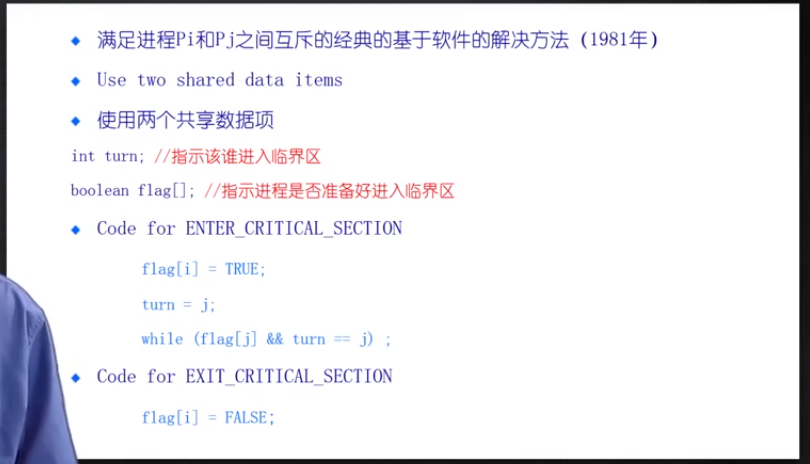 满足进程Pi和Pj之间互斥的经典的基于软件的解决方法（1981年）
Use two shared data items
使用两个共享数据项
int turn; //指示该谁进入临界区
boolean flag[]; //指示进程是否准备好进入临界区
Code for ENTER_CRITICAL_SECTION
flag[i] = TRUE;
turn = j;
while (flag[j] && turn == j) ;
Code for EXIT_CRITICAL_SECTION
flag[i] = FALSE;